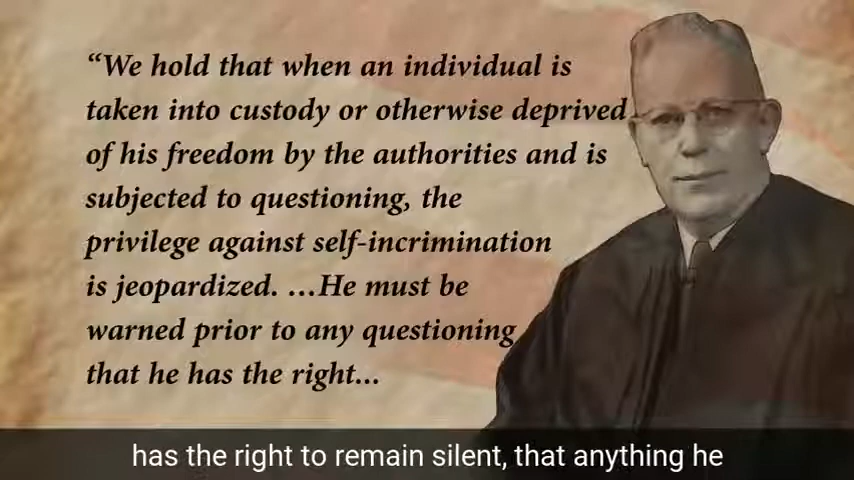 “We hold that when an individual is
taken into custody or otherwise deprived
of his freedom by the authorities and is
subjected to questioning, the
privilege against self-incrimination
is jeopardized. …He must be
warned prior to any questioning
that he has the right...
has the right to remain silent, that anything he